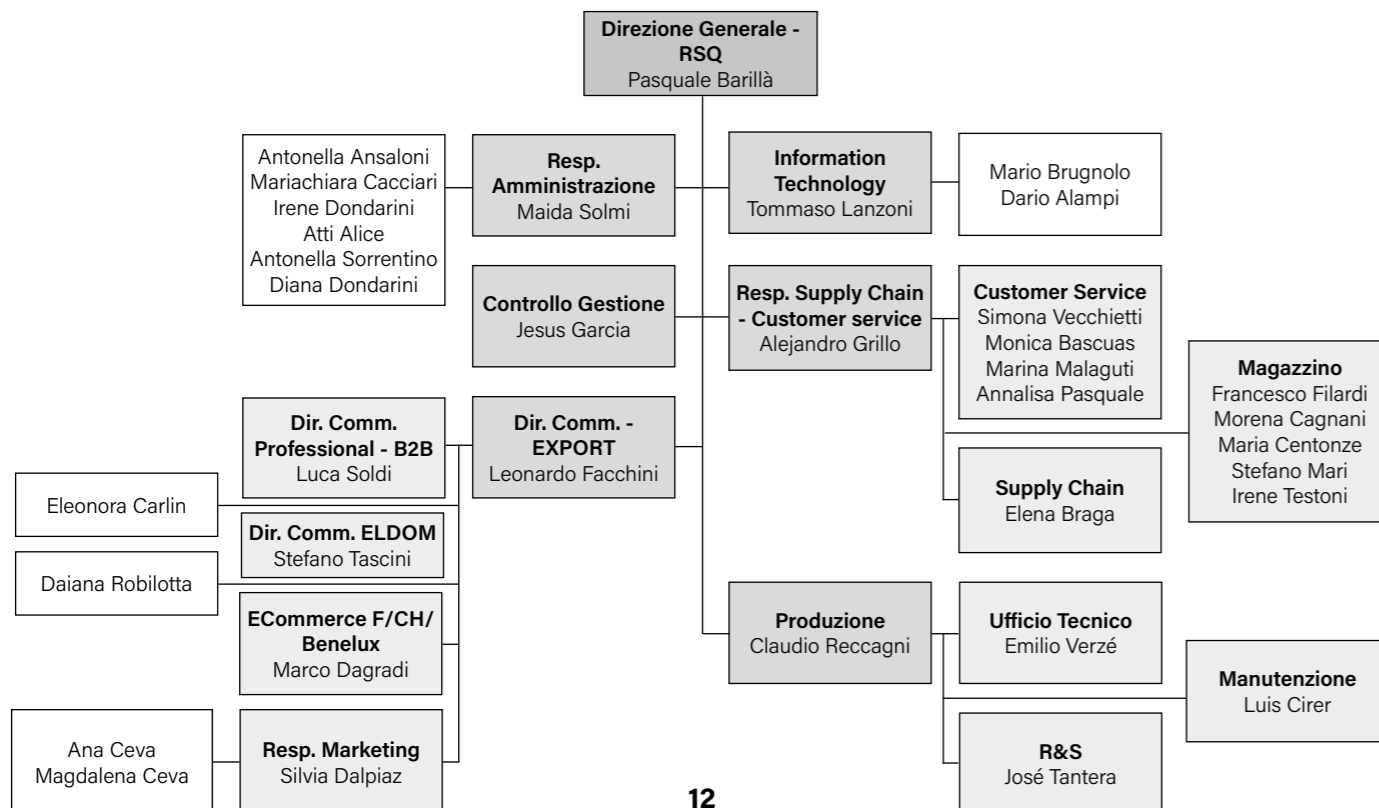 Direzione Generale -
RSQ
Pasquale Barillà
Antonella Ansaloni
Mariachiara Cacciari
Irene Dondarini
Atti Alice
Antonella Sorrentino
Diana Dondarini
Resp.
Amministrazione
Maida Solmi
Information
Technology
Tommaso Lanzoni
Mario Brugnolo
Dario Alampi
Controllo Gestione
Jesus Garcia
Resp. Supply Chain
- Customer service
Alejandro Grillo
Customer Service
Simona Vecchietti
Monica Bascuas
Marina Malaguti
Annalisa Pasquale
Magazzino
Francesco Filardi
Morena Cagnani
Maria Centonze
Stefano Mari
Irene Testoni
Supply Chain
Elena Braga
Dir. Comm.
Professional - B2B
Luca Soldi
Dir. Comm. -
EXPORT
Leonardo Facchini
Eleonora Carlin
Dir. Comm. ELDOM
Stefano Tascini
Daiana Robilotta
ECommerce F/CH/
Benelux
Marco Dagradi
Ana Ceva
Magdalena Ceva
Resp. Marketing
Silvia Dalpiaz
Produzione
Claudio Reccagni
Ufficio Tecnico
Emilio Verzé
Manutenzione
Luis Cirer
R&S
José Tantera
12